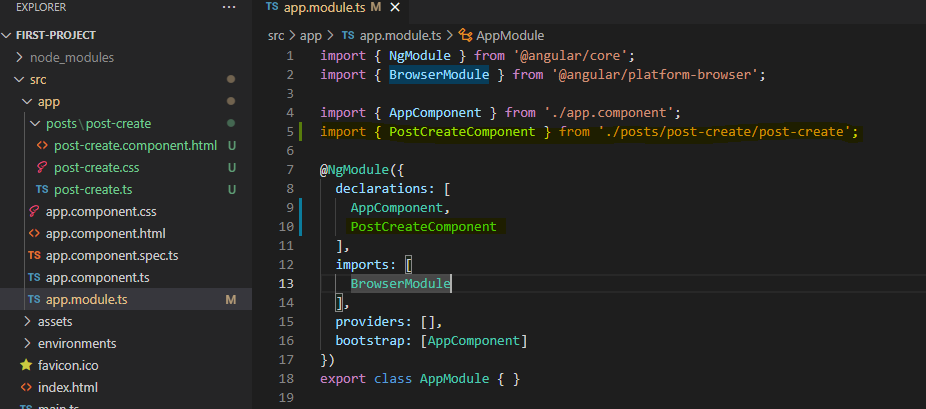 EXPLORER
···
FIRST-PROJECT
node_modules
src
app
posts\post-create
post-create.component.html U
post-create.css U
TS post-create.ts U
app.component.css
app.component.html
TS app.component.spec.ts
TS app.component.ts
TS app.module.ts M
assets
environments
favicon.ico
index.html
TS main.ts
TS app.module.ts M ×
src > app > TS app.module.ts > AppModule
1 import { NgModule } from '@angular/core';
2 import { BrowserModule } from '@angular/platform-browser';
3
4 import { AppComponent } from './app.component';
5 import { PostCreateComponent } from './posts/post-create/post-create';
6
7 @NgModule({
8 declarations: [
9 AppComponent,
10 PostCreateComponent
11 ],
12 imports: [
13 BrowserModule
14 ],
15 providers: [],
16 bootstrap: [AppComponent]
17 })
18 export class AppModule { }
19